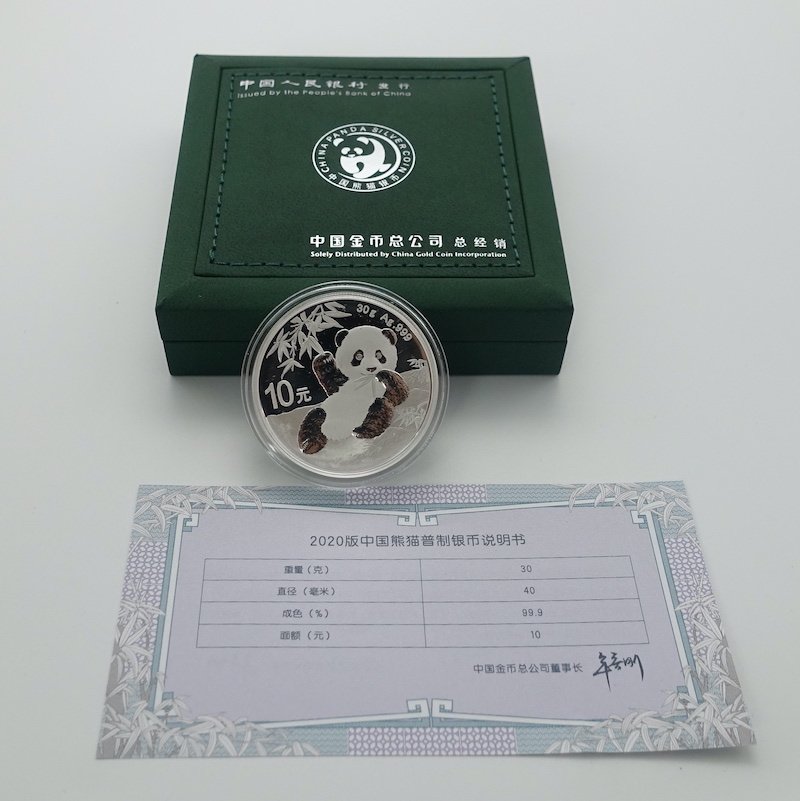 中国人民银行 发行
Issued by the People's Bank of China
CHINA PANDA SILVER COIN
中国熊猫银币
中国金币总公司 总经销
Solely Distributed by China Gold Coin Incorporation
30g Ag.999
10元
2020版中国熊猫普制银币说明书
重量（克） 30
直径（毫米） 40
成色（%） 99.9
面额（元） 10
中国金币总公司董事长